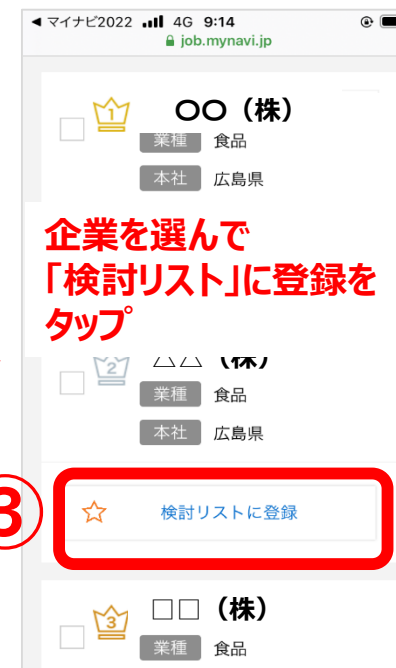 ◀ マイナビ2022 4G 9:14
job.mynavi.jp
1 〇〇（株）
業種 食品
本社 広島県
企業を選んで
「検討リスト」に登録を
タップ
2 △△（株）
業種 食品
本社 広島県
③
☆ 検討リストに登録
3 □□（株）
業種 食品